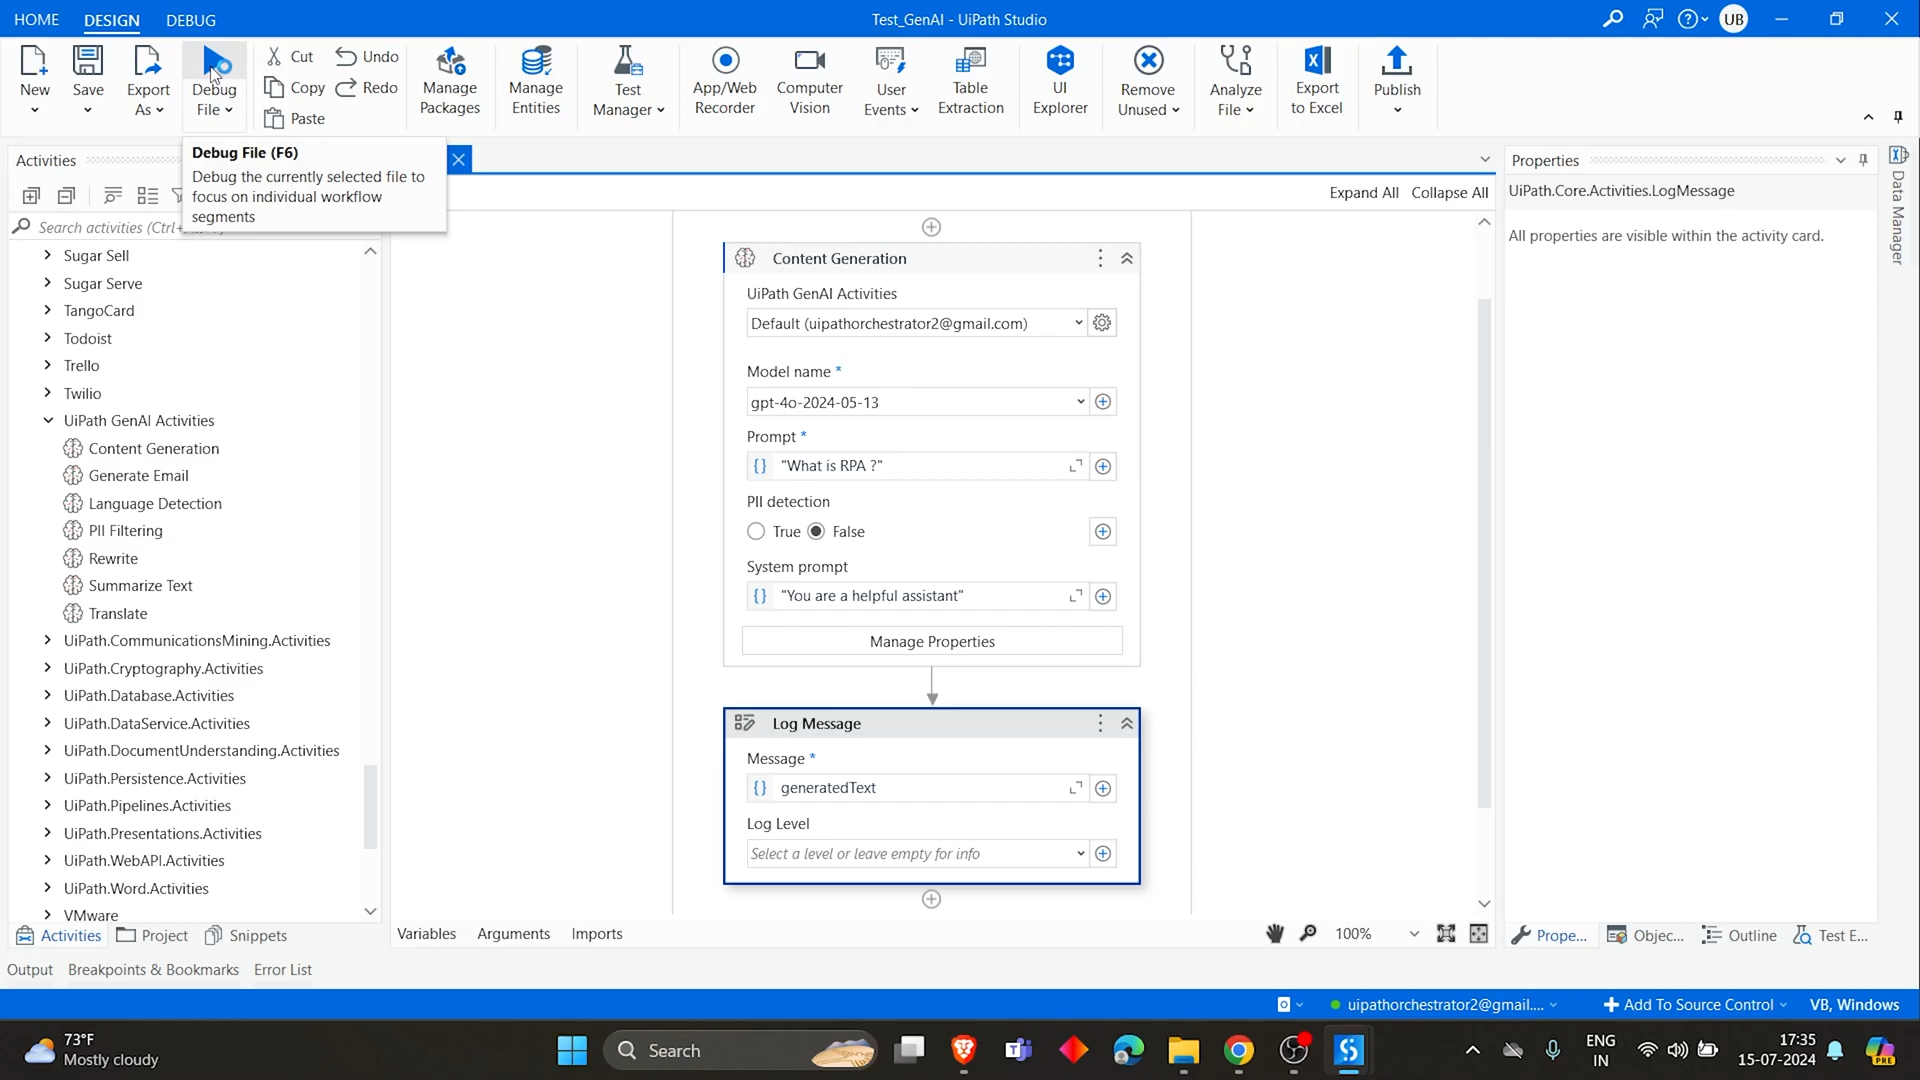 HOME DESIGN DEBUG Test_GenAI - UiPath Studio UB
New Save Export As Debug File Cut Copy Paste Undo Redo Manage Packages Manage Entities Test Manager App/Web Recorder Computer Vision User Events Table Extraction UI Explorer Remove Unused Analyze File Export to Excel Publish
Activities
Debug File (F6)
Debug the currently selected file to
focus on individual workflow
segments
Search activities (Ctrl+
Sugar Sell
Sugar Serve
TangoCard
Todoist
Trello
Twilio
UiPath GenAI Activities
Content Generation
Generate Email
Language Detection
PII Filtering
Rewrite
Summarize Text
Translate
UiPath.CommunicationsMining.Activities
UiPath.Cryptography.Activities
UiPath.Database.Activities
UiPath.DataService.Activities
UiPath.DocumentUnderstanding.Activities
UiPath.Persistence.Activities
UiPath.Pipelines.Activities
UiPath.Presentations.Activities
UiPath.WebAPI.Activities
UiPath.Word.Activities
VMware
Activities Project Snippets
Expand All Collapse All
Content Generation
UiPath GenAI Activities
Default (uipathorchestrator2@gmail.com)
Model name *
gpt-4o-2024-05-13
Prompt *
{} "What is RPA ?"
PII detection
True False
System prompt
{} "You are a helpful assistant"
Manage Properties
Log Message
Message *
{} generatedText
Log Level
Select a level or leave empty for info
Variables Arguments Imports 100%
Properties
UiPath.Core.Activities.LogMessage
All properties are visible within the activity card.
Data Manager
Prope... Objec... Outline Test E...
Output Breakpoints & Bookmarks Error List
uipathorchestrator2@gmail.... Add To Source Control VB, Windows
73°F
Mostly cloudy
Search
ENG
IN
17:35
15-07-2024
PRE